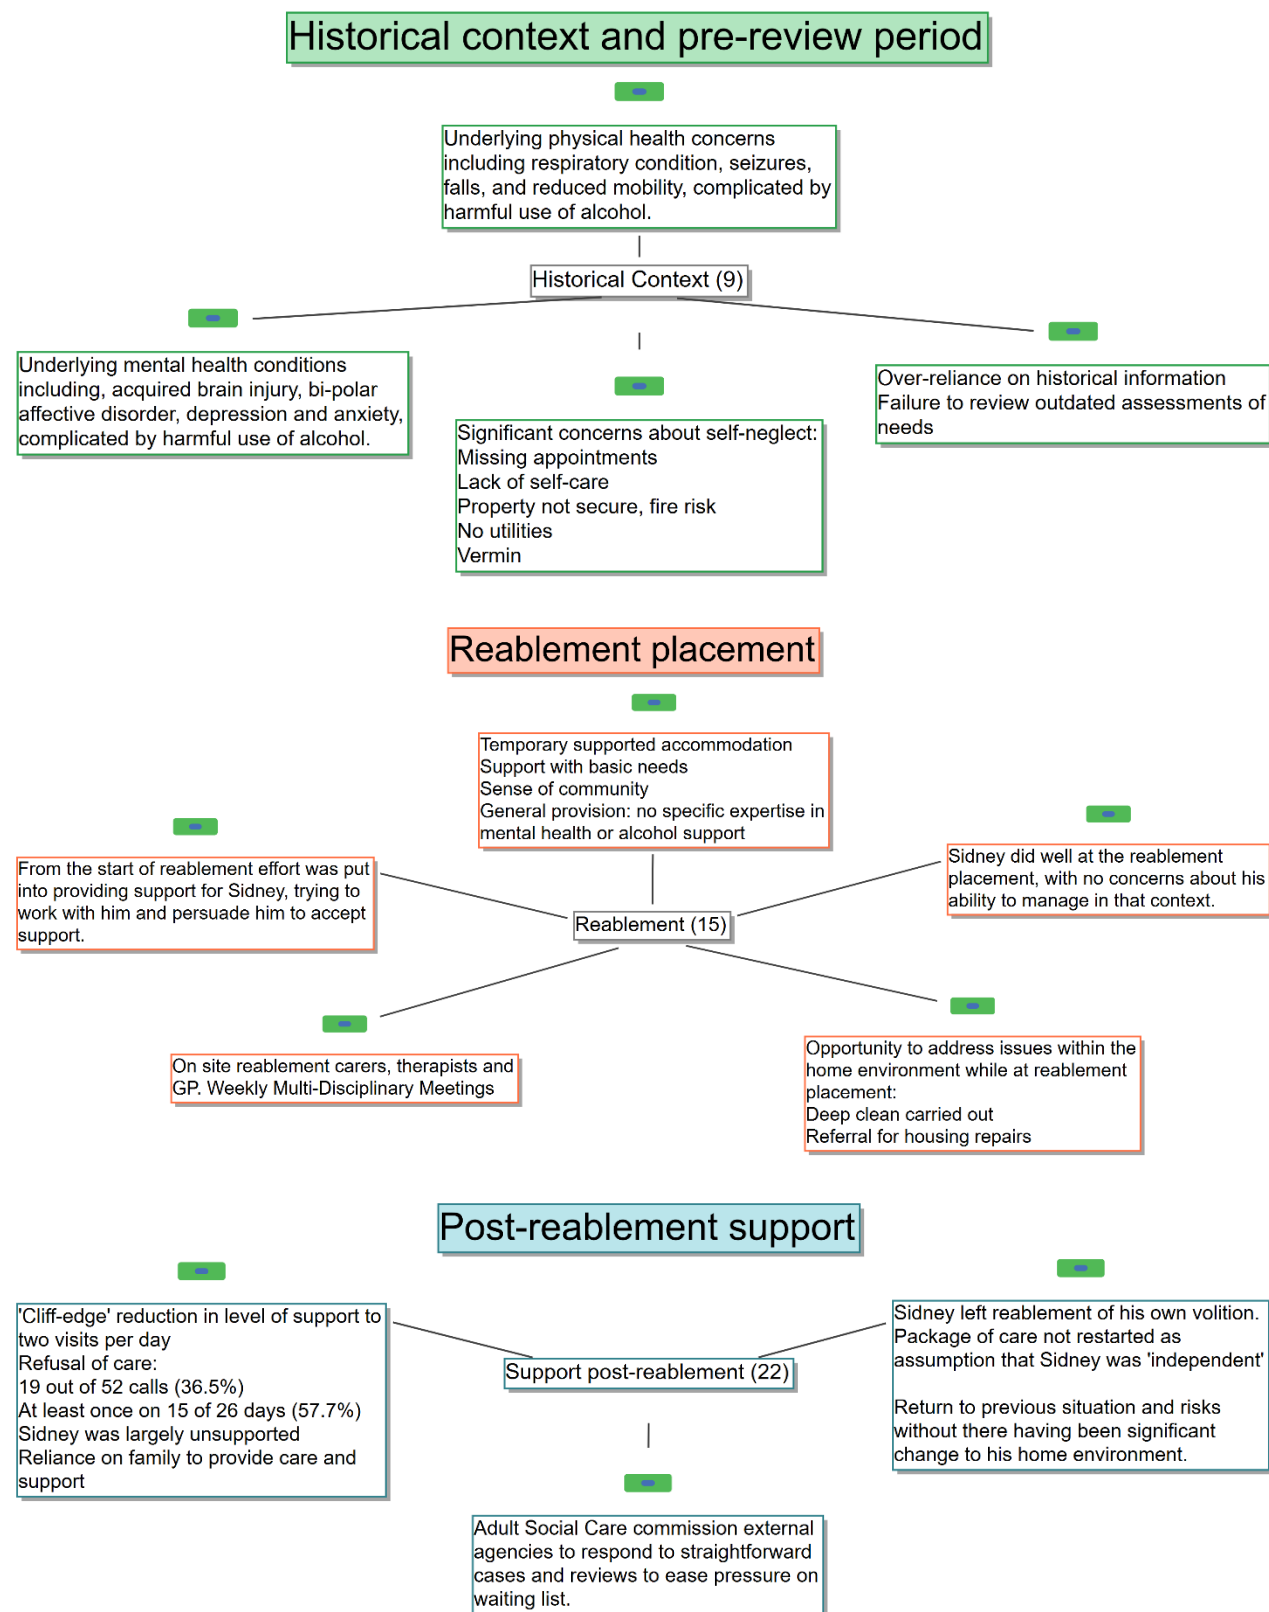 Historical context and pre-review period
Underlying physical health concerns
including respiratory condition, seizures,
falls, and reduced mobility, complicated by
harmful use of alcohol.
Historical Context (9)
Underlying mental health conditions
including, acquired brain injury, bi-polar
affective disorder, depression and anxiety,
complicated by harmful use of alcohol.
Significant concerns about self-neglect:
Missing appointments
Lack of self-care
Property not secure, fire risk
No utilities
Vermin
Over-reliance on historical information
Failure to review outdated assessments of
needs
Reablement placement
Temporary supported accommodation
Support with basic needs
Sense of community
General provision: no specific expertise in
mental health or alcohol support
From the start of reablement effort was put
into providing support for Sidney, trying to
work with him and persuade him to accept
support.
Sidney did well at the reablement
placement, with no concerns about his
ability to manage in that context.
Reablement (15)
On site reablement carers, therapists and
GP. Weekly Multi-Disciplinary Meetings
Opportunity to address issues within the
home environment while at reablement
placement:
Deep clean carried out
Referral for housing repairs
Post-reablement support
'Cliff-edge' reduction in level of support to
two visits per day
Refusal of care:
19 out of 52 calls (36.5%)
At least once on 15 of 26 days (57.7%)
Sidney was largely unsupported
Reliance on family to provide care and
support
Support post-reablement (22)
Sidney left reablement of his own volition.
Package of care not restarted as
assumption that Sidney was 'independent'
Return to previous situation and risks
without there having been significant
change to his home environment.
Adult Social Care commission external
agencies to respond to straightforward
cases and reviews to ease pressure on
waiting list.